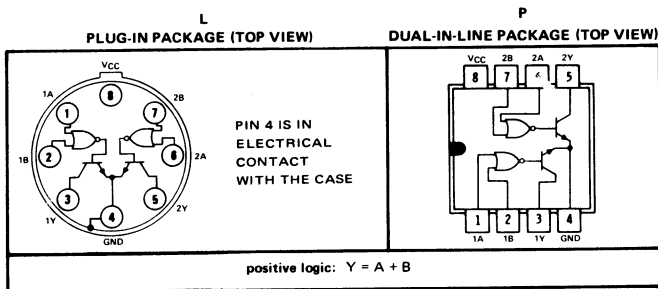 L
PLUG-IN PACKAGE (TOP VIEW)
VCC
1A
2B
8
1
7
2
6
1B
2A
3
4
5
1Y
2Y
GND
PIN 4 IS IN
ELECTRICAL
CONTACT
WITH THE CASE
P
DUAL-IN-LINE PACKAGE (TOP VIEW)
VCC 2B 2A 2Y
8 7 6 5
1 2 3 4
1A 1B 1Y GND
positive logic: Y = A + B